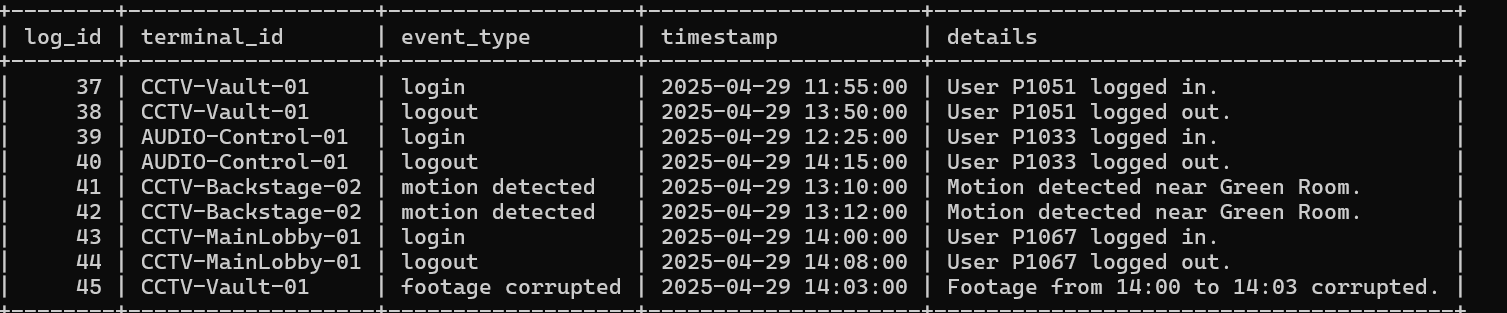 +--------+--------------------+--------------------+---------------------+----------------------------------------+
| log_id | terminal_id       | event_type        | timestamp           | details                                |
+--------+--------------------+--------------------+---------------------+----------------------------------------+
|     37 | CCTV-Vault-01     | login             | 2025-04-29 11:55:00 | User P1051 logged in.                  |
|     38 | CCTV-Vault-01     | logout            | 2025-04-29 13:50:00 | User P1051 logged out.                 |
|     39 | AUDIO-Control-01  | login             | 2025-04-29 12:25:00 | User P1033 logged in.                  |
|     40 | AUDIO-Control-01  | logout            | 2025-04-29 14:15:00 | User P1033 logged out.                 |
|     41 | CCTV-Backstage-02 | motion detected   | 2025-04-29 13:10:00 | Motion detected near Green Room.       |
|     42 | CCTV-Backstage-02 | motion detected   | 2025-04-29 13:12:00 | Motion detected near Green Room.       |
|     43 | CCTV-MainLobby-01 | login             | 2025-04-29 14:00:00 | User P1067 logged in.                  |
|     44 | CCTV-MainLobby-01 | logout            | 2025-04-29 14:08:00 | User P1067 logged out.                 |
|     45 | CCTV-Vault-01     | footage corrupted | 2025-04-29 14:03:00 | Footage from 14:00 to 14:03 corrupted. |
+--------+--------------------+--------------------+---------------------+----------------------------------------+